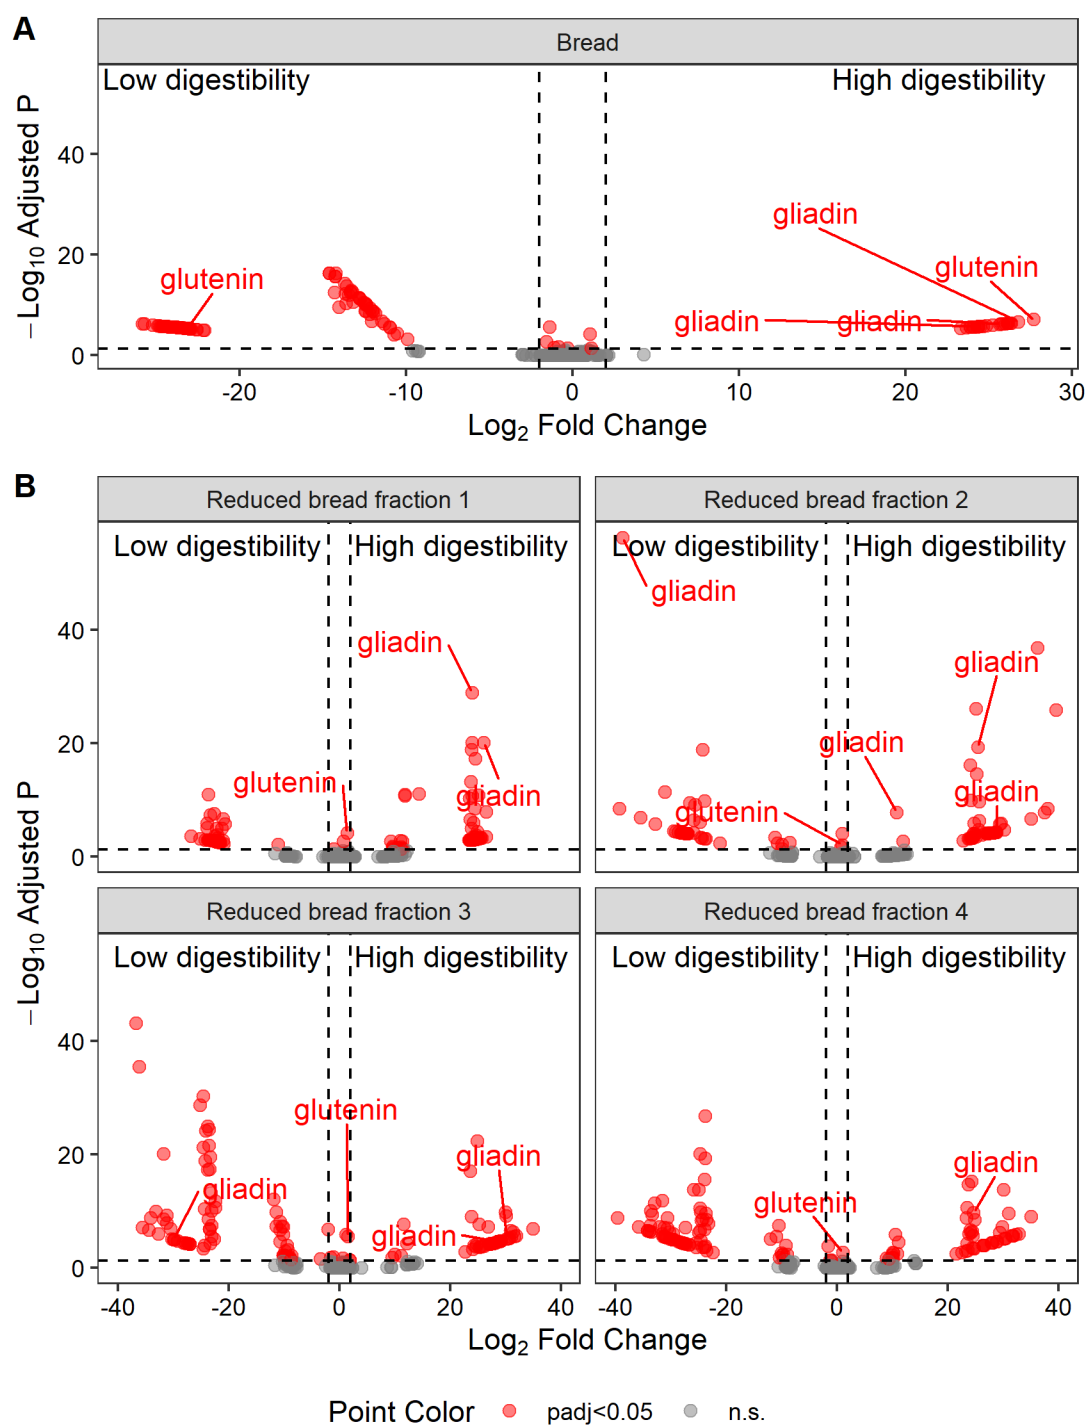 A
Bread
Low digestibility
High digestibility
−Log10 Adjusted P
40
20
0
gliadin
glutenin
glutenin
gliadin
gliadin
-20
-10
0
10
20
30
Log2 Fold Change
B
Reduced bread fraction 1
Reduced bread fraction 2
Low digestibility
High digestibility
Low digestibility
High digestibility
gliadin
gliadin
gliadin
glutenin
gliadin
gliadin
gliadin
glutenin
40
20
0
−Log10 Adjusted P
Reduced bread fraction 3
Reduced bread fraction 4
Low digestibility
High digestibility
Low digestibility
High digestibility
glutenin
gliadin
gliadin
gliadin
gliadin
glutenin
40
20
0
-40
-20
0
20
40
-40
-20
0
20
40
Log2 Fold Change
Point Color
padj<0.05
n.s.